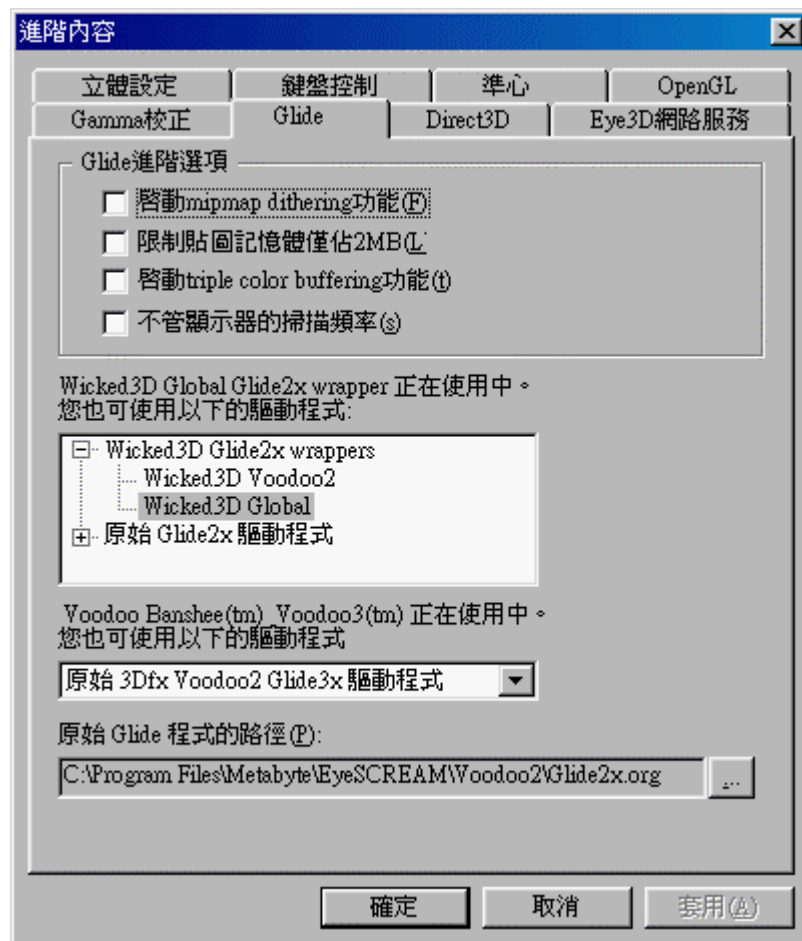 進階內容
立體設定 鍵盤控制 準心 OpenGL
Gamma校正 Glide Direct3D Eye3D網路服務
Glide進階選項
啓動mipmap dithering功能(F)
限制貼圖記憶體僅佔2MB(L
啓動triple color buffering功能(t)
不管顯示器的掃描頻率(s)
Wicked3D Global Glide2x wrapper 正在使用中。
您也可使用以下的驅動程式:
Wicked3D Glide2x wrappers
Wicked3D Voodoo2
Wicked3D Global
原始 Glide2x 驅動程式
Voodoo Banshee(tm)_Voodoo3(tm) 正在使用中。
您也可使用以下的驅動程式
原始 3Dfx Voodoo2 Glide3x 驅動程式
原始 Glide 程式的路徑(P):
C:\Program Files\Metabyte\EyeSCREAM\Voodoo2\Glide2x.org ...
確定 取消 套用(A)